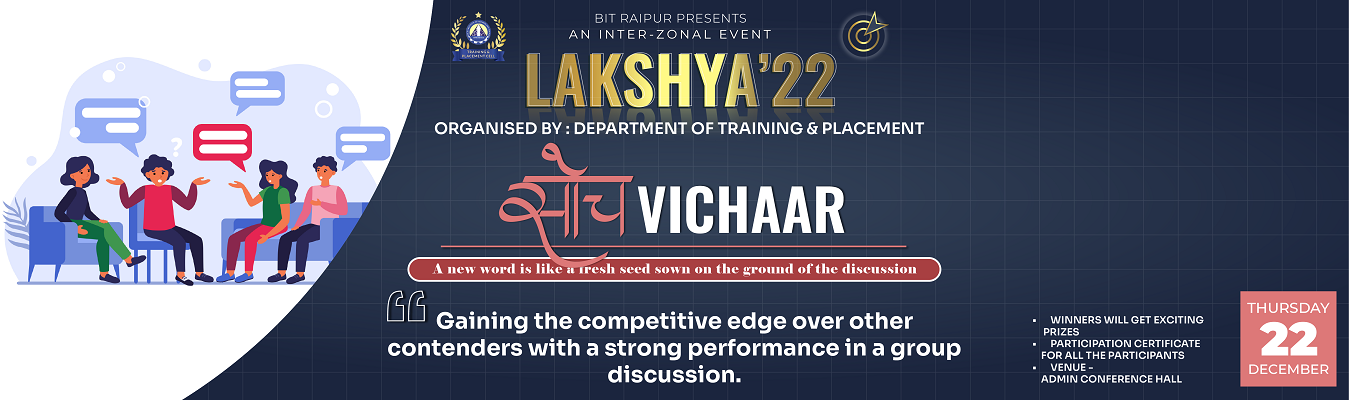 BIT RAIPUR PRESENTS
AN INTER-ZONAL EVENT
TRAINING &
PLACEMENT CELL
LAKSHYA'22
ORGANISED BY : DEPARTMENT OF TRAINING & PLACEMENT
सोच VICHAAR
A new word is like a fresh seed sown on the ground of the discussion
“Gaining the competitive edge over other
contenders with a strong performance in a group
discussion.
• WINNERS WILL GET EXCITING
PRIZES
• PARTICIPATION CERTIFICATE
FOR ALL THE PARTICIPANTS
• VENUE -
ADMIN CONFERENCE HALL
THURSDAY
22
DECEMBER
?